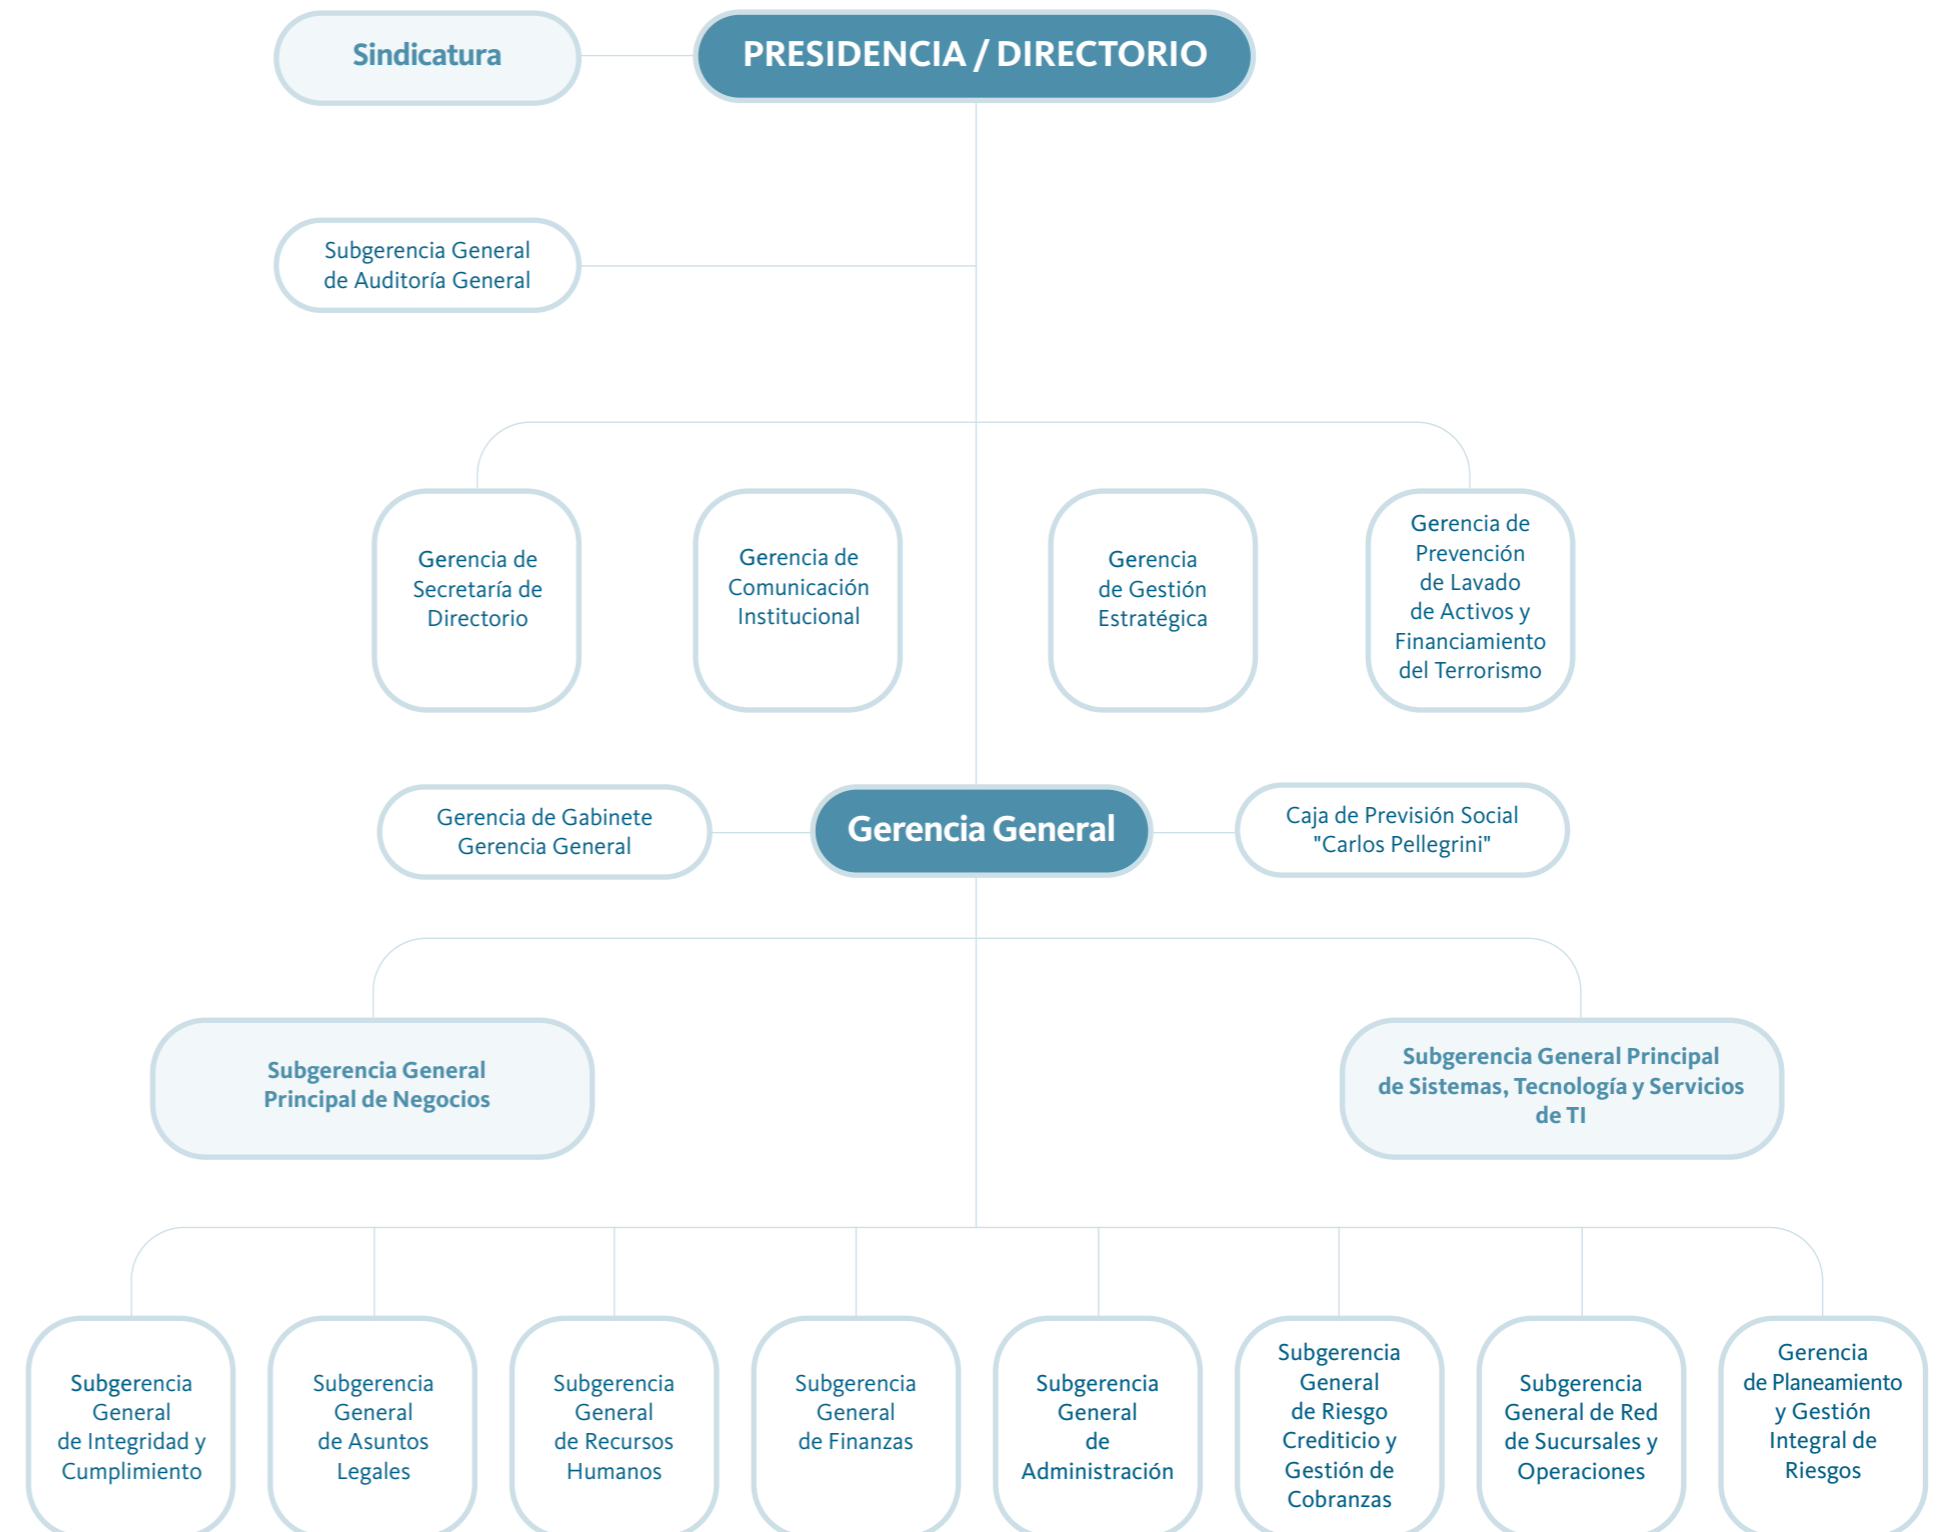 Sindicatura
PRESIDENCIA / DIRECTORIO
Subgerencia General
de Auditoría General
Gerencia de
Secretaría de
Directorio
Gerencia de
Comunicación
Institucional
Gerencia
de Gestión
Estratégica
Gerencia de
Prevención
de Lavado
de Activos y
Financiamiento
del Terrorismo
Gerencia de Gabinete
Gerencia General
Gerencia General
Caja de Previsión Social
"Carlos Pellegrini"
Subgerencia General
Principal de Negocios
Subgerencia General Principal
de Sistemas, Tecnología y Servicios
de TI
Subgerencia
General
de Integridad y
Cumplimiento
Subgerencia
General
de Asuntos
Legales
Subgerencia
General
de Recursos
Humanos
Subgerencia
General
de Finanzas
Subgerencia
General
de
Administración
Subgerencia
General
de Riesgo
Crediticio y
Gestión de
Cobranzas
Subgerencia
General de Red
de Sucursales y
Operaciones
Gerencia
de Planeamiento
y Gestión
Integral de
Riesgos